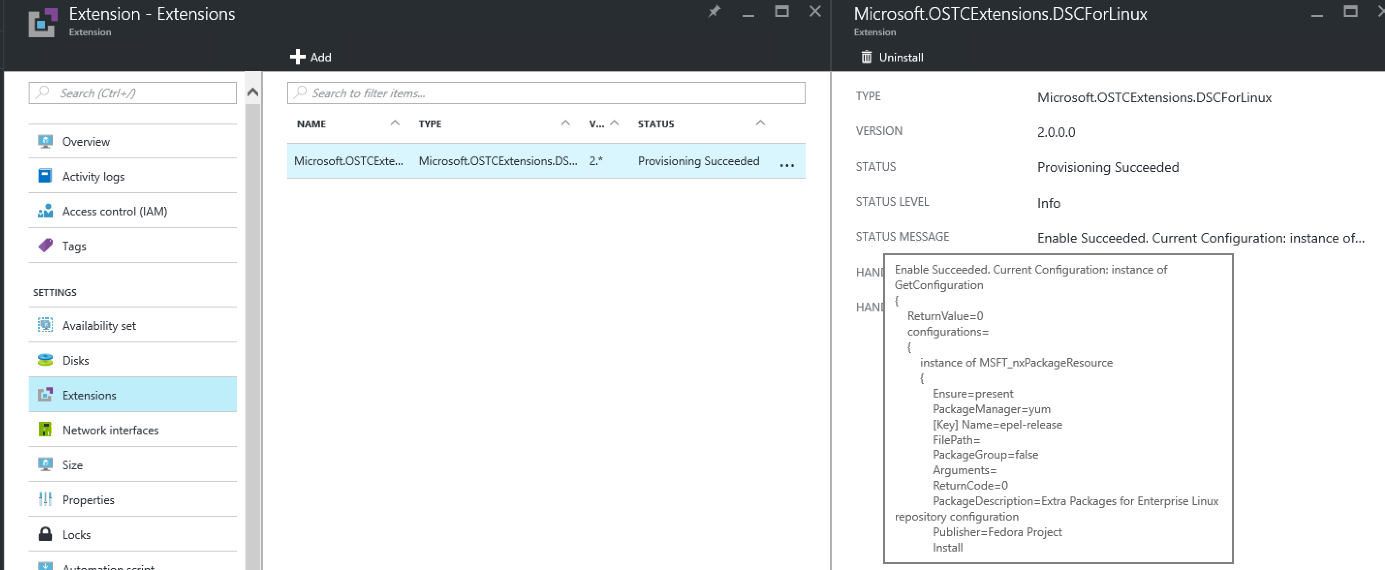 Extension - Extensions
Extension
Add
Search (Ctrl+/)
Overview
Activity logs
Access control (IAM)
Tags
SETTINGS
Availability set
Disks
Extensions
Network interfaces
Size
Properties
Locks
Automation script
Search to filter items...
NAME TYPE V... STATUS
Microsoft.OSTCExte... Microsoft.OSTCExtensions.DS... 2.* Provisioning Succeeded ...
Microsoft.OSTCExtensions.DSCForLinux
Extension
Uninstall
TYPE Microsoft.OSTCExtensions.DSCForLinux
VERSION 2.0.0.0
STATUS Provisioning Succeeded
STATUS LEVEL Info
STATUS MESSAGE Enable Succeeded. Current Configuration: instance of...
HAND
HAND
Enable Succeeded. Current Configuration: instance of
GetConfiguration
{
ReturnValue=0
configurations=
{
instance of MSFT_nxPackageResource
{
Ensure=present
PackageManager=yum
[Key] Name=epel-release
FilePath=
PackageGroup=false
Arguments=
ReturnCode=0
PackageDescription=Extra Packages for Enterprise Linux
repository configuration
Publisher=Fedora Project
Install